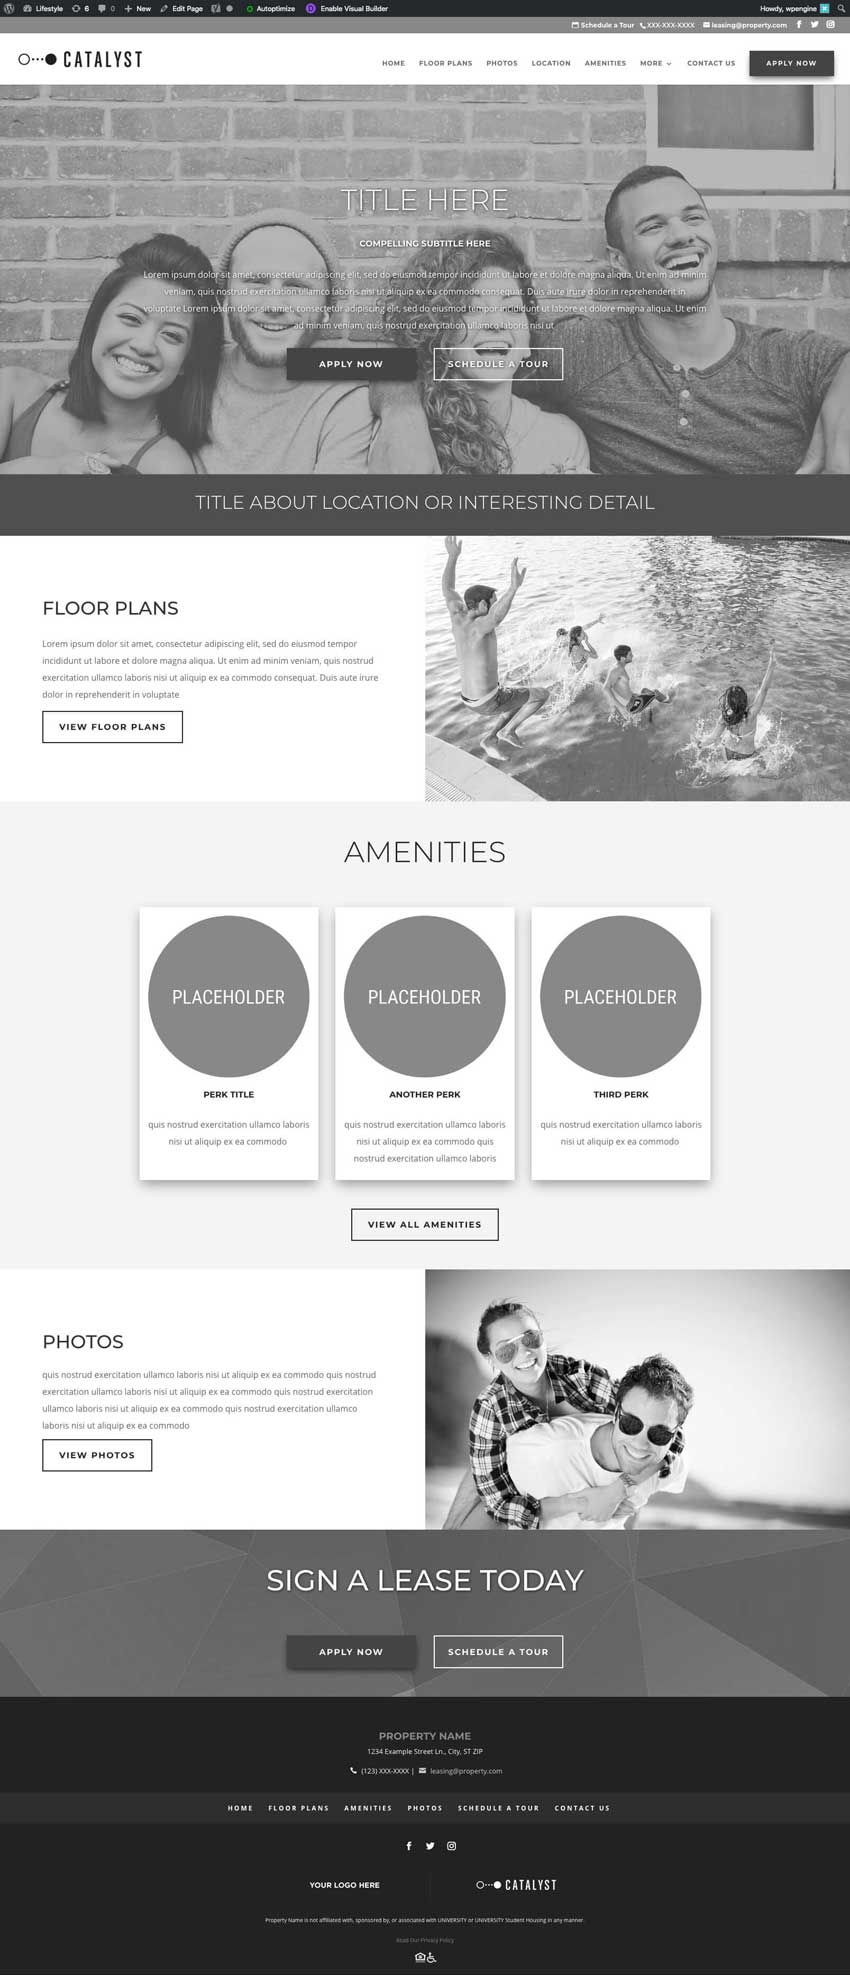 Lifestyle 6 0 New Edit Page Autoptimize Enable Visual Builder Howdy, wpengine
Schedule a Tour XXX-XXX-XXXX leasing@property.com
CATALYST
HOME FLOOR PLANS PHOTOS LOCATION AMENITIES MORE CONTACT US APPLY NOW
TITLE HERE
COMPELLING SUBTITLE HERE
Lorem ipsum dolor sit amet, consectetur adipiscing elit, sed do eiusmod tempor incididunt ut labore et dolore magna aliqua. Ut enim ad minim
veniam, quis nostrud exercitation ullamco laboris nisi ut aliquip ex ea commodo consequat. Duis aute irure dolor in reprehenderit in
voluptate Lorem ipsum dolor sit amet, consectetur adipiscing elit, sed do eiusmod tempor incididunt ut labore et dolore magna aliqua. Ut enim
ad minim veniam, quis nostrud exercitation ullamco laboris nisi ut
APPLY NOW SCHEDULE A TOUR
TITLE ABOUT LOCATION OR INTERESTING DETAIL
FLOOR PLANS
Lorem ipsum dolor sit amet, consectetur adipiscing elit, sed do eiusmod tempor
incididunt ut labore et dolore magna aliqua. Ut enim ad minim veniam, quis nostrud
exercitation ullamco laboris nisi ut aliquip ex ea commodo consequat. Duis aute irure
dolor in reprehenderit in voluptate
VIEW FLOOR PLANS
AMENITIES
PLACEHOLDER
PERK TITLE
quis nostrud exercitation ullamco laboris
nisi ut aliquip ex ea commodo
PLACEHOLDER
ANOTHER PERK
quis nostrud exercitation ullamco laboris
nisi ut aliquip ex ea commodo quis
nostrud exercitation ullamco laboris
PLACEHOLDER
THIRD PERK
quis nostrud exercitation ullamco laboris
nisi ut aliquip ex ea commodo
VIEW ALL AMENITIES
PHOTOS
quis nostrud exercitation ullamco laboris nisi ut aliquip ex ea commodo quis nostrud
exercitation ullamco laboris nisi ut aliquip ex ea commodo quis nostrud exercitation
ullamco laboris nisi ut aliquip ex ea commodo quis nostrud exercitation ullamco
laboris nisi ut aliquip ex ea commodo
VIEW PHOTOS
SIGN A LEASE TODAY
APPLY NOW SCHEDULE A TOUR
PROPERTY NAME
1234 Example Street Ln., City, ST ZIP
(123) XXX-XXXX | leasing@property.com
HOME FLOOR PLANS AMENITIES PHOTOS SCHEDULE A TOUR CONTACT US
YOUR LOGO HERE CATALYST
Property Name is not affiliated with, sponsored by, or associated with UNIVERSITY or UNIVERSITY Student Housing in any manner.
Read Our Privacy Policy